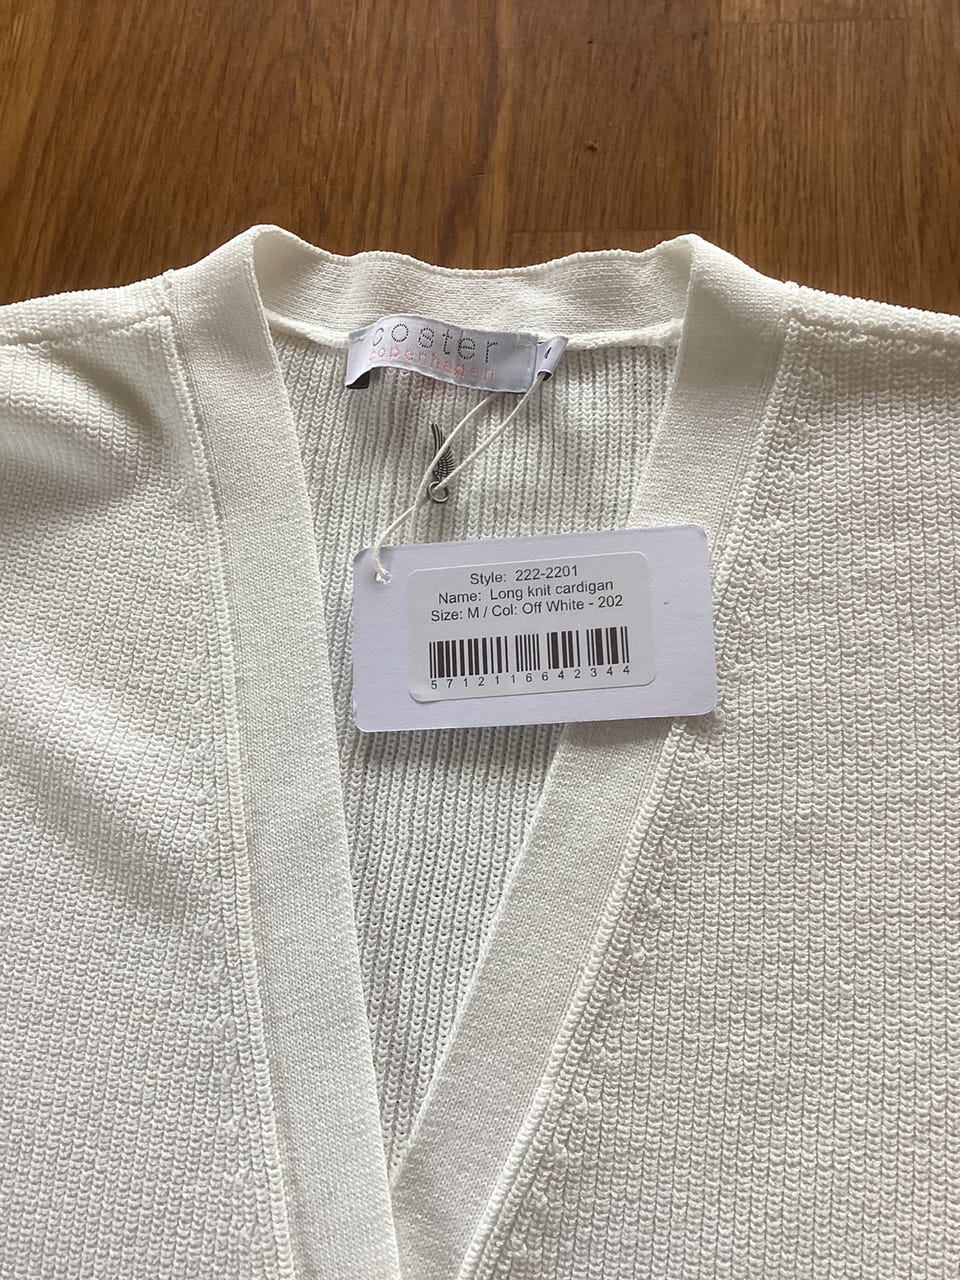 coster
copenhagen
Style: 222-2201
Name: Long knit cardigan
Size: M / Col: Off White - 202
5712116642344